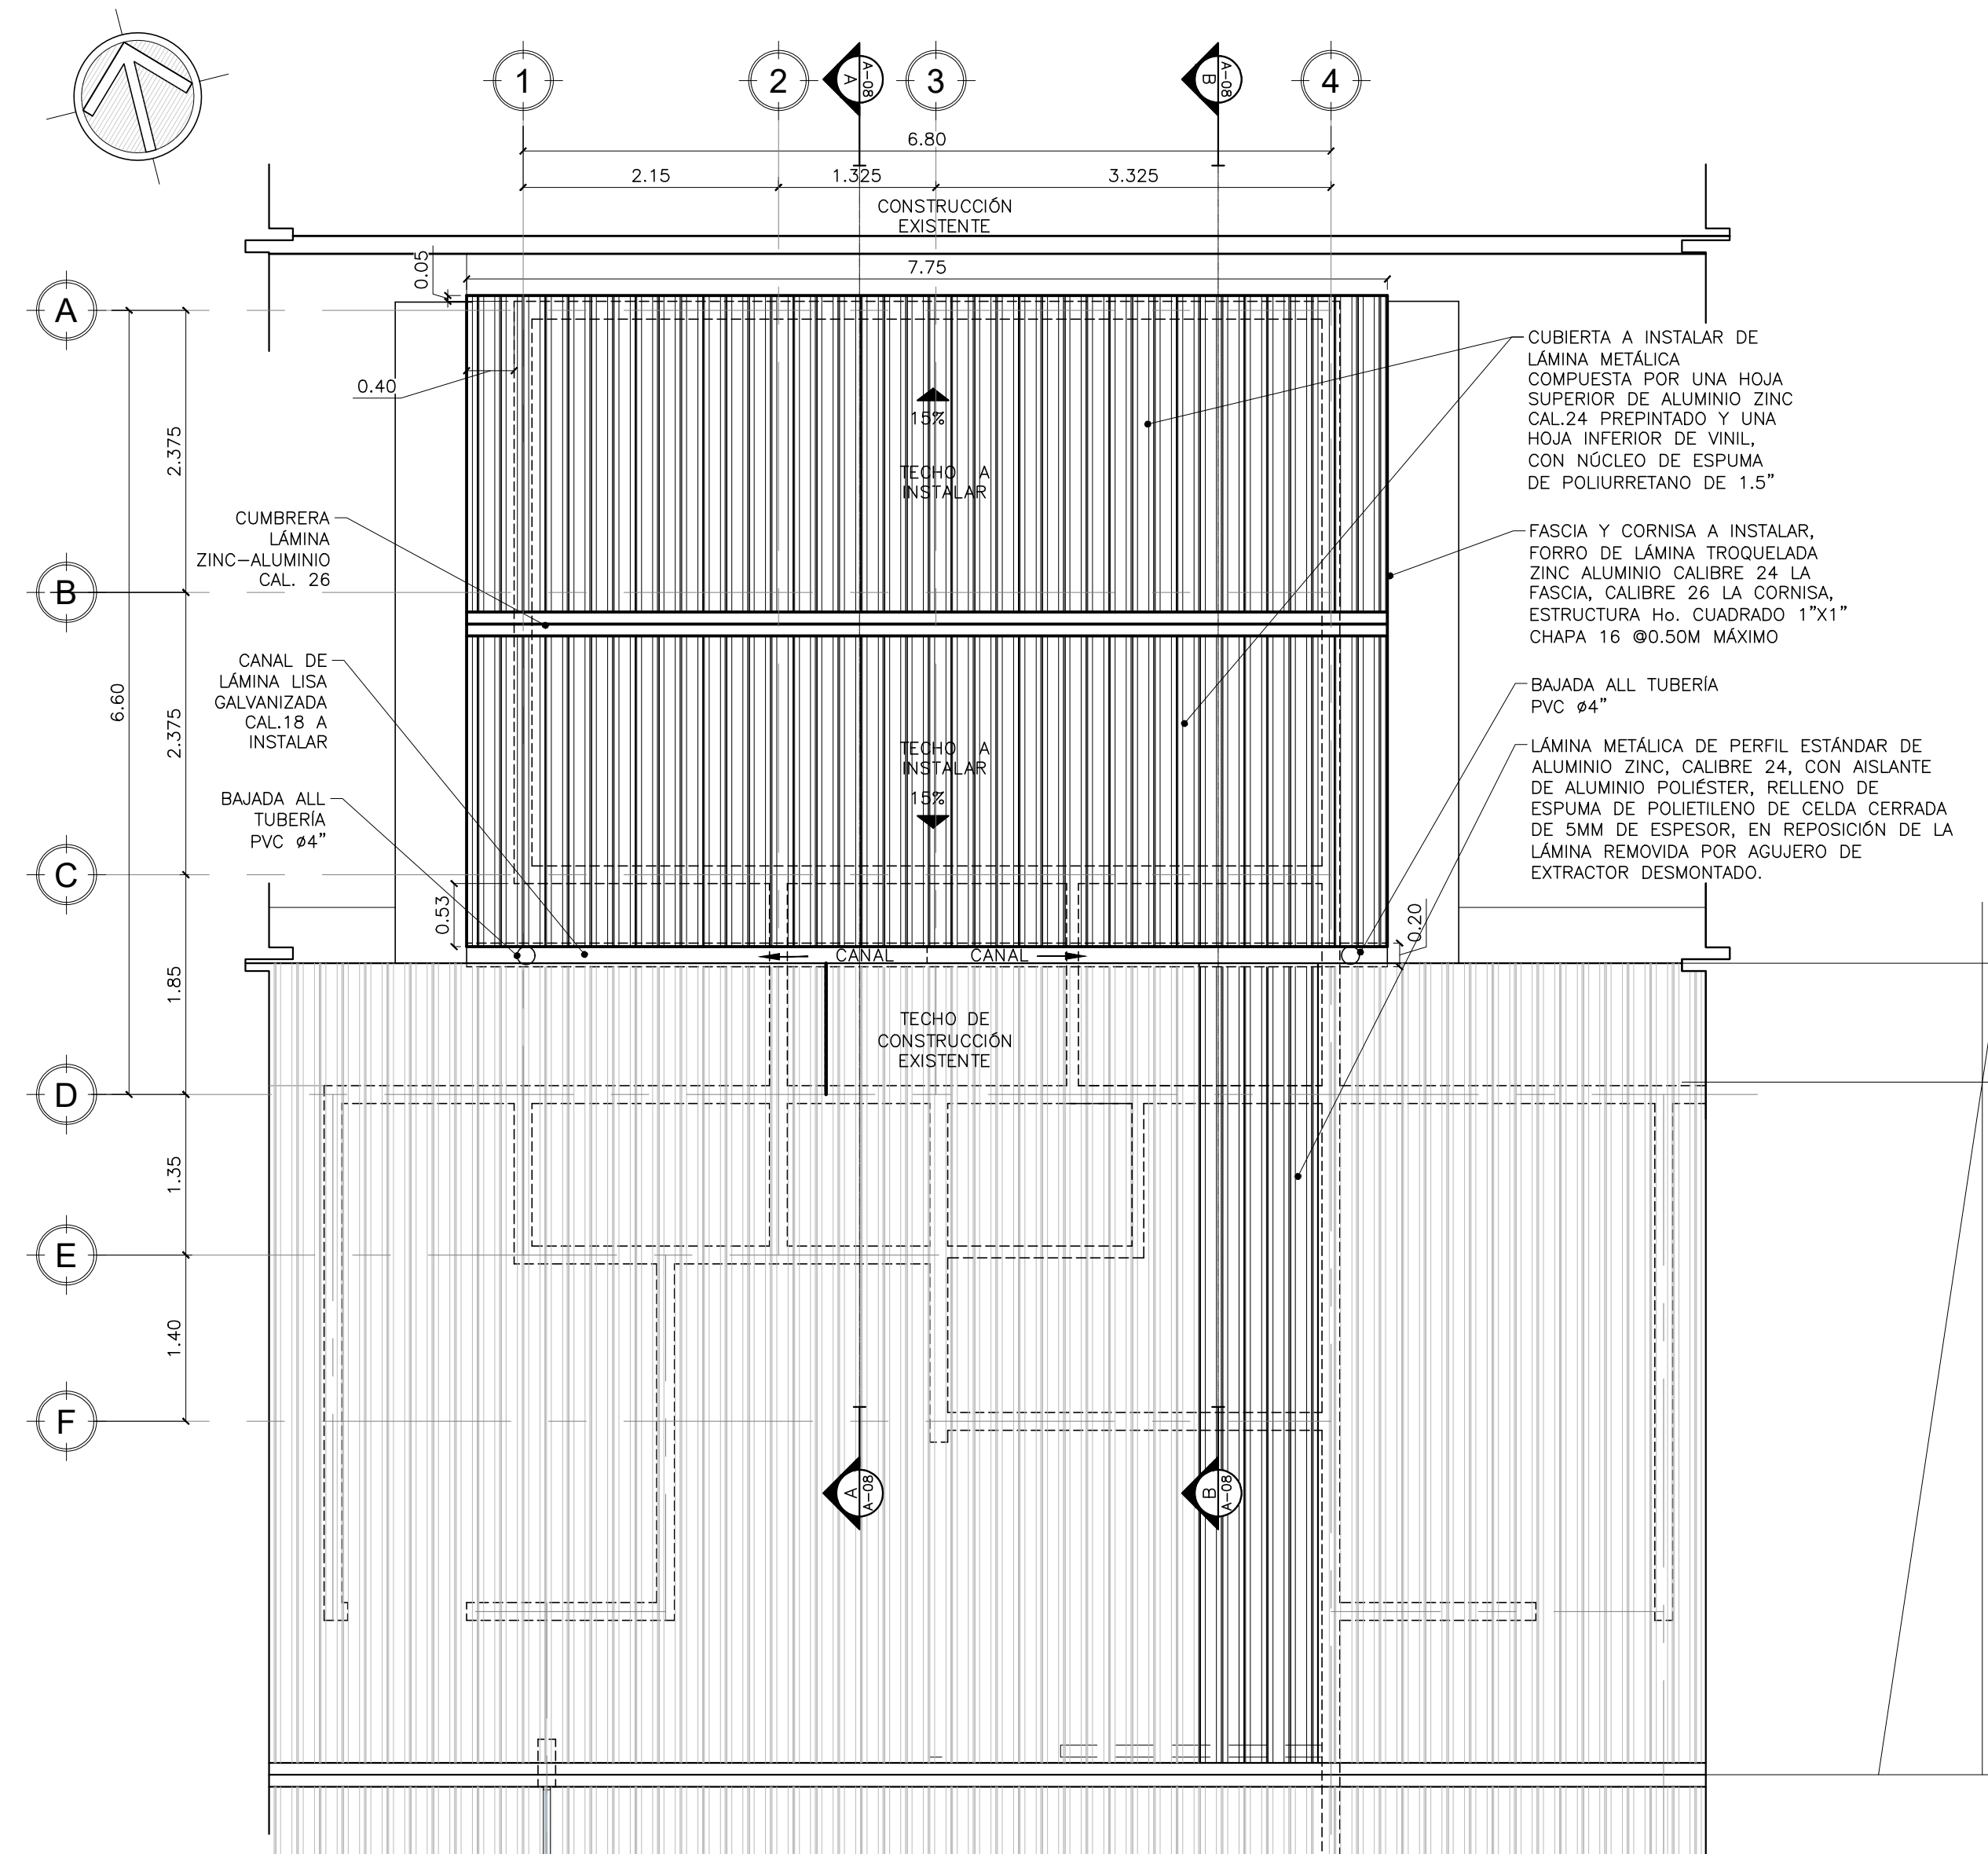 1
2
3
4
A
A-08
B
A-08
6.80
2.15
1.325
3.325
CONSTRUCCIÓN
EXISTENTE
0.05
7.75
A
B
C
D
E
F
6.60
2.375
2.375
1.85
1.35
1.40
0.40
15%
TECHO A
INSTALAR
CUMBRERA
LÁMINA
ZINC-ALUMINIO
CAL. 26
CANAL DE
LÁMINA LISA
GALVANIZADA
CAL.18 A
INSTALAR
BAJADA ALL
TUBERÍA
PVC ø4"
TECHO A
INSTALAR
15%
0.53
0.20
CANAL
CANAL
TECHO DE
CONSTRUCCIÓN
EXISTENTE
CUBIERTA A INSTALAR DE
LÁMINA METÁLICA
COMPUESTA POR UNA HOJA
SUPERIOR DE ALUMINIO ZINC
CAL.24 PREPINTADO Y UNA
HOJA INFERIOR DE VINIL,
CON NÚCLEO DE ESPUMA
DE POLIURRETANO DE 1.5"
FASCIA Y CORNISA A INSTALAR,
FORRO DE LÁMINA TROQUELADA
ZINC ALUMINIO CALIBRE 24 LA
FASCIA, CALIBRE 26 LA CORNISA,
ESTRUCTURA Ho. CUADRADO 1"X1"
CHAPA 16 @0.50M MÁXIMO
BAJADA ALL TUBERÍA
PVC ø4"
LÁMINA METÁLICA DE PERFIL ESTÁNDAR DE
ALUMINIO ZINC, CALIBRE 24, CON AISLANTE
DE ALUMINIO POLIÉSTER, RELLENO DE
ESPUMA DE POLIETILENO DE CELDA CERRADA
DE 5MM DE ESPESOR, EN REPOSICIÓN DE LA
LÁMINA REMOVIDA POR AGUJERO DE
EXTRACTOR DESMONTADO.
A
A-08
B
A-08